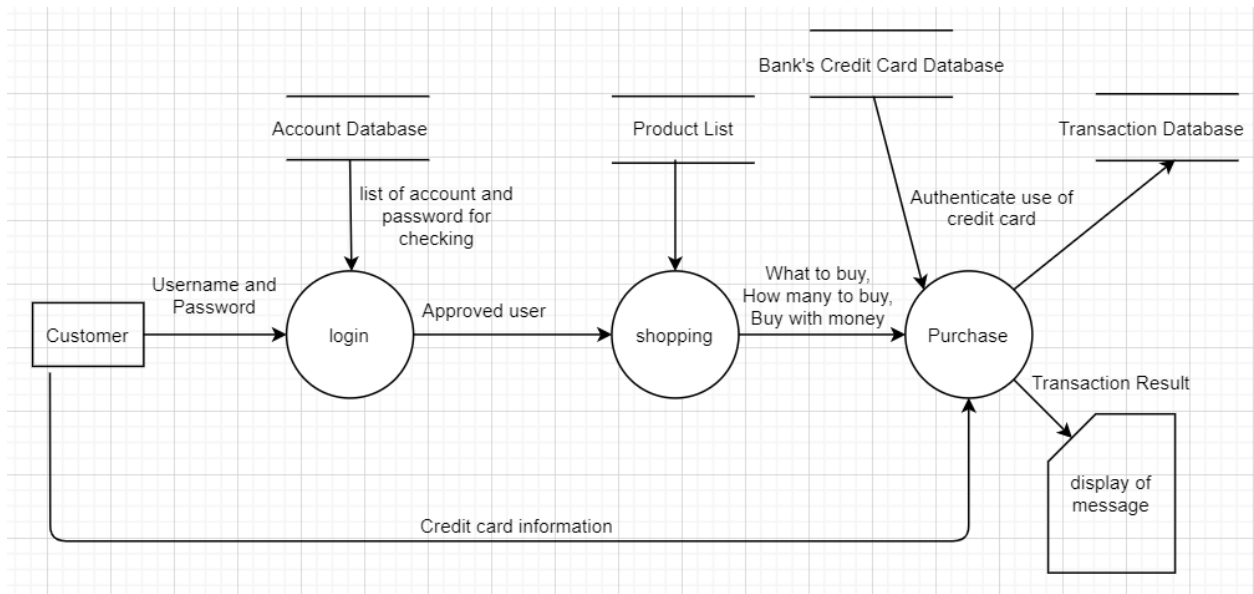 Bank's Credit Card Database
Account Database
Product List
Transaction Database
list of account and
password for
checking
Authenticate use of
credit card
Username and
Password
Approved user
What to buy,
How many to buy,
Buy with money
Customer
login
shopping
Purchase
Transaction Result
display of
message
Credit card information